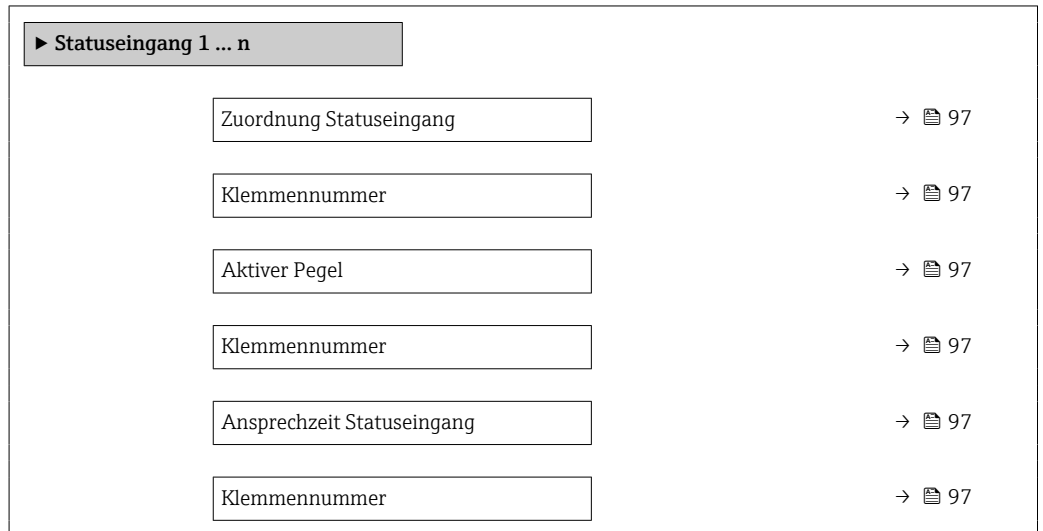 ▶ Statuseingang 1 ... n
Zuordnung Statuseingang → 97
Klemmennummer → 97
Aktiver Pegel → 97
Klemmennummer → 97
Ansprechzeit Statuseingang → 97
Klemmennummer → 97